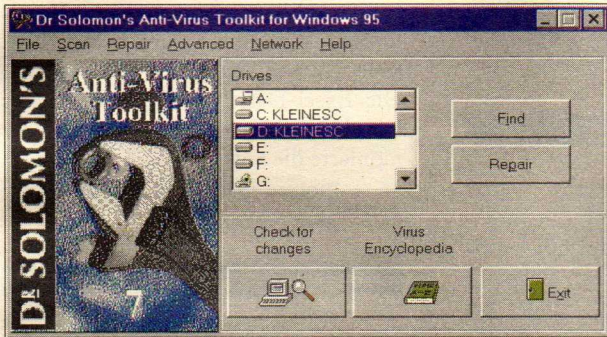 Dr Solomon's Anti-Virus Toolkit for Windows 95
File Scan Repair Advanced Network Help
DR SOLOMON'S
Anti-Virus
Toolkit
7
Drives
A:
C: KLEINESC
D: KLEINESC
E:
F:
G:
Find
Repair
Check for
changes
Virus
Encyclopedia
Exit